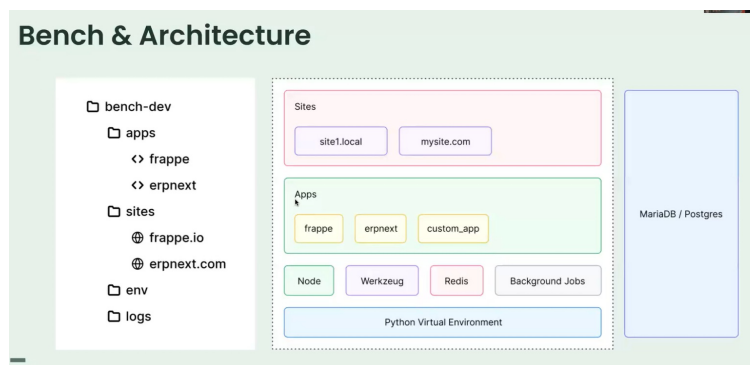 Bench & Architecture
bench-dev
apps
<> frappe
<> erpnext
sites
frappe.io
erpnext.com
env
logs
Sites
site1.local
mysite.com
Apps
frappe
erpnext
custom_app
Node
Werkzeug
Redis
Background Jobs
Python Virtual Environment
MariaDB / Postgres